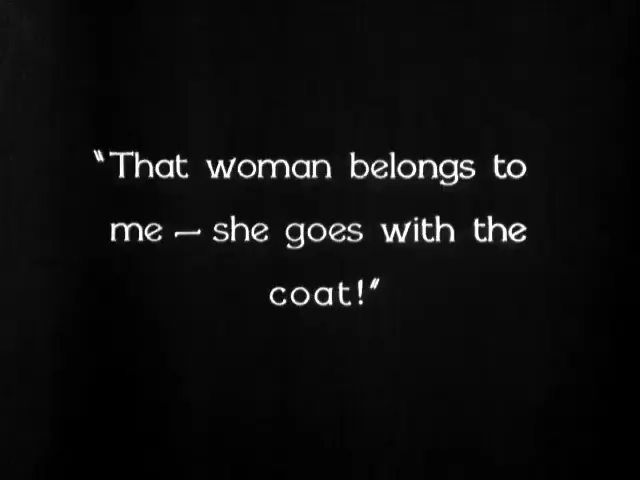 "That woman belongs to
me — she goes with the
coat!"